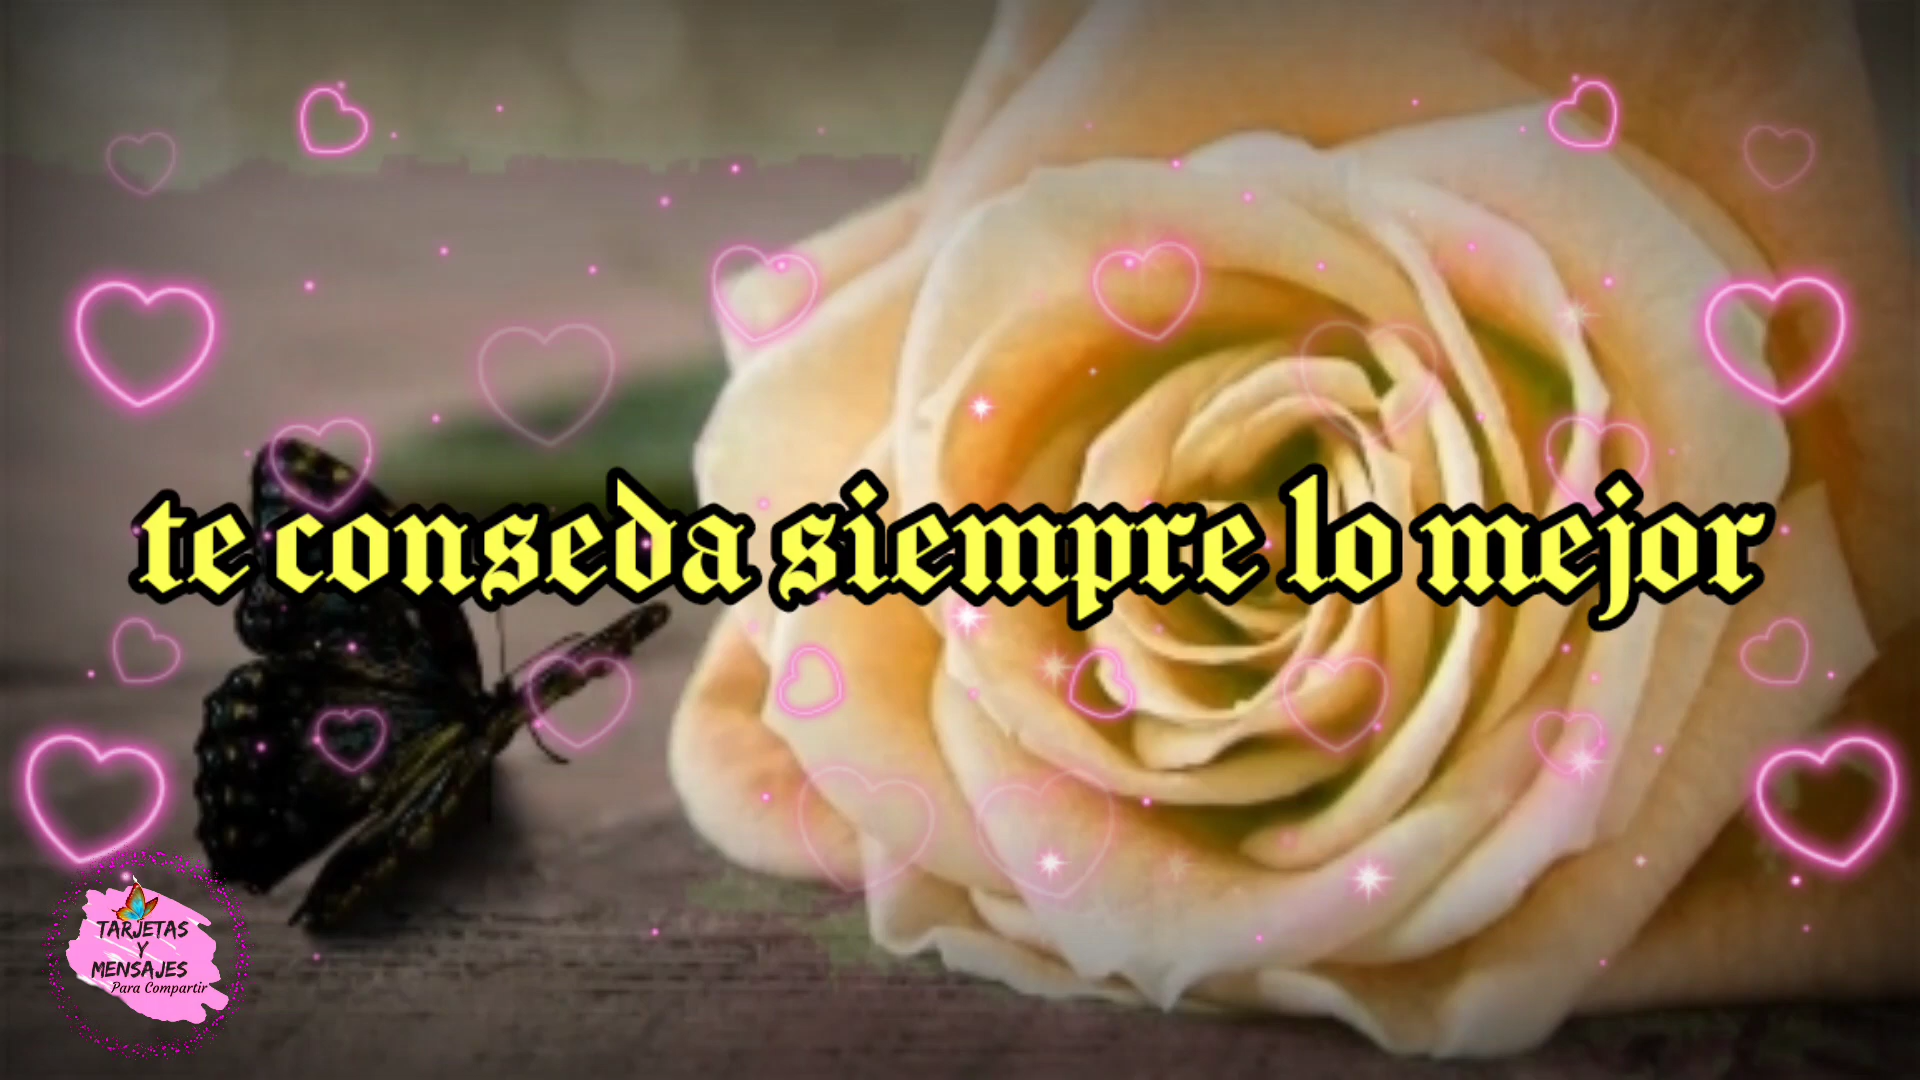 te conseda siempre lo mejor
TARJETAS
Y
MENSAJES
Para Compartir